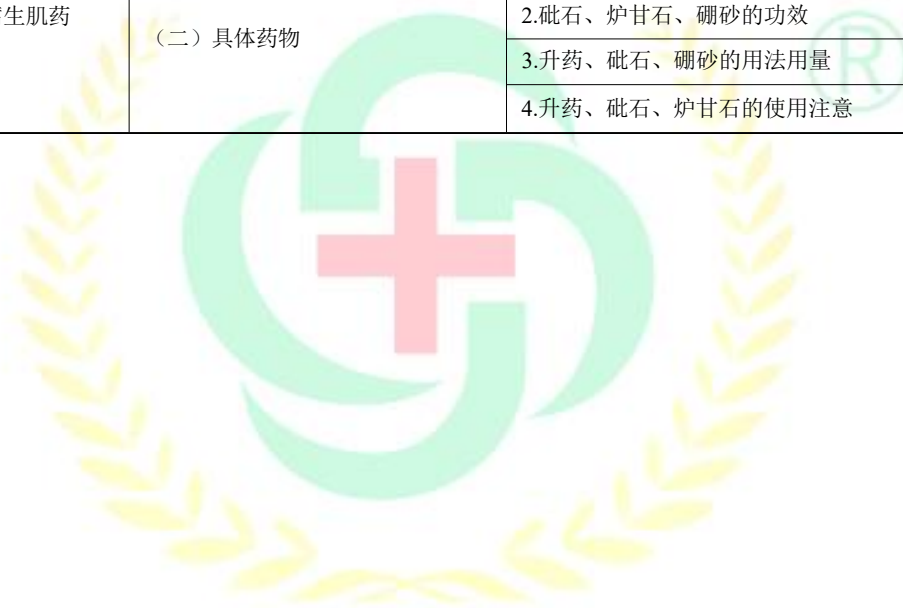 生肌药
（二）具体药物
2.砒石、炉甘石、硼砂的功效
3.升药、砒石、硼砂的用法用量
4.升药、砒石、炉甘石的使用注意
®